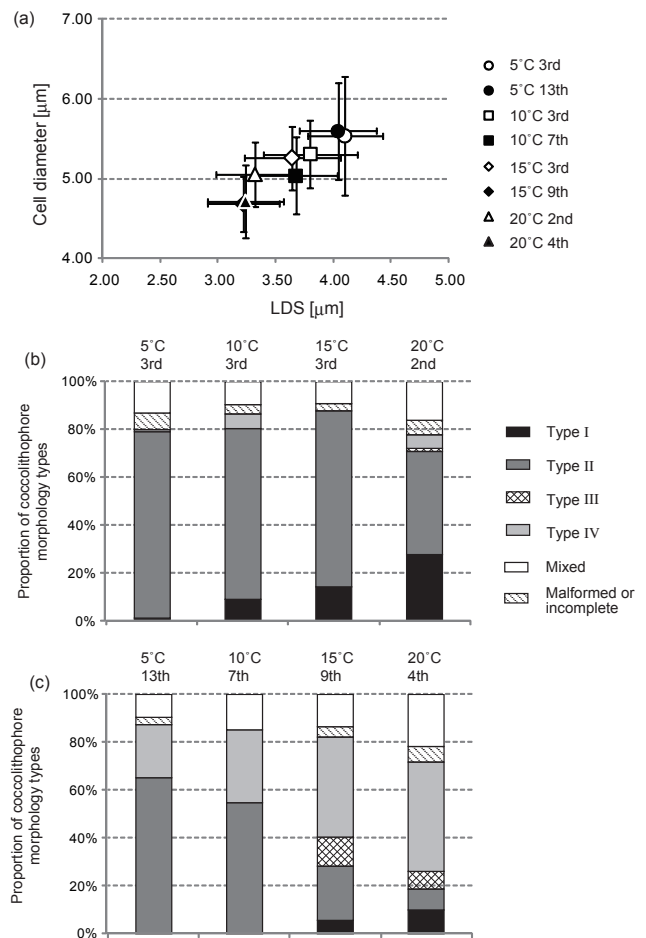 (a)
7.00
6.00
5.00
4.00
Cell diameter [μm]
2.00 2.50 3.00 3.50 4.00 4.50 5.00
LDS [μm]
5˚C 3rd
5˚C 13th
10˚C 3rd
10˚C 7th
15˚C 3rd
15˚C 9th
20˚C 2nd
20˚C 4th
(b)
5˚C 10˚C 15˚C 20˚C
3rd 3rd 3rd 2nd
100%
80%
60%
40%
20%
0%
Proportion of coccolithophore
morphology types
Type I
Type II
Type III
Type IV
Mixed
Malformed or
incomplete
(c)
5˚C 10˚C 15˚C 20˚C
13th 7th 9th 4th
100%
80%
60%
40%
20%
0%
Proportion of coccolithophore
morphology types